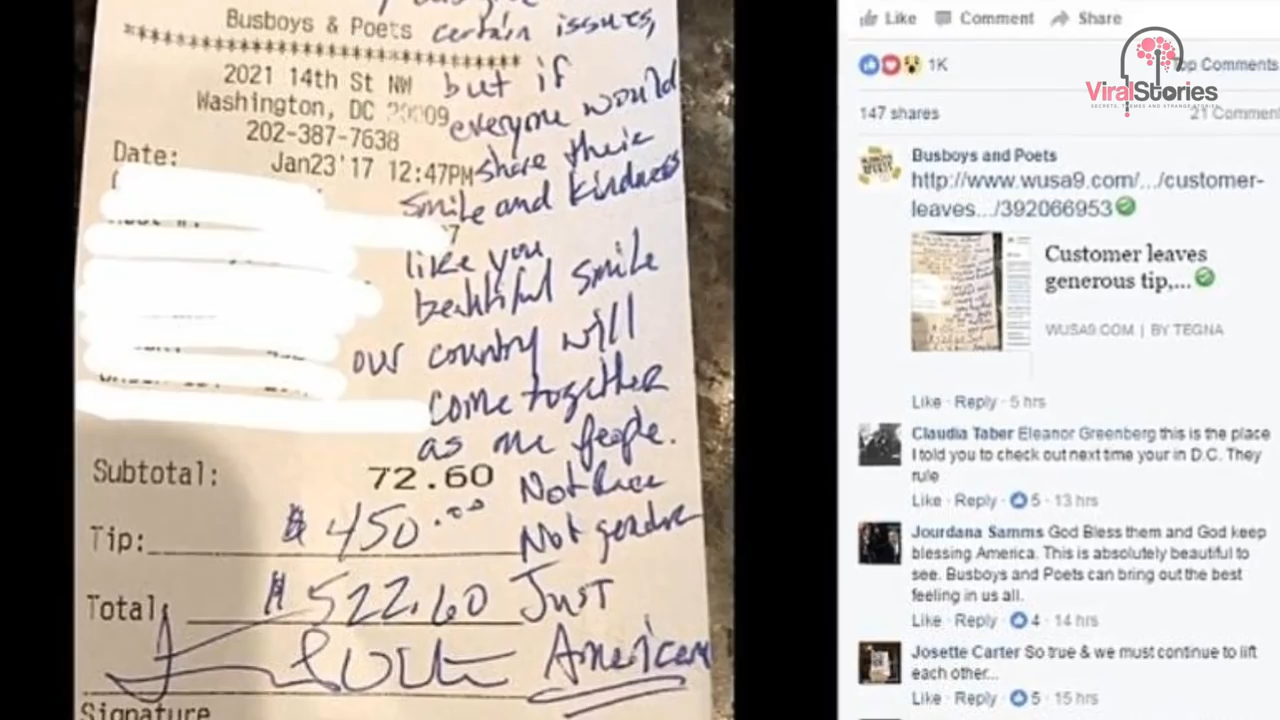 Busboys & Poets certain issues,
*********************************
2021 14th St NW but if
Washington, DC 20009 everyone would
202-387-7638
Date: Jan23'17 12:47PM share their
smile and kindness
7
like you
beautiful smile
our country will
come together
as one people.
Subtotal: 72.60 Not race
Tip: $ 450.00 Not gender
Total $ 522.60 Just
American
Signature
Like Comment Share
1K Top Comments
ViralStories
SECRETS, THEMES AND STRANGE STORIES
147 shares 21 Comment
Busboys and Poets
http://www.wusa9.com/.../customer-
leaves.../392066953
Customer leaves
generous tip,...
WUSA9.COM | BY TEGNA
Like · Reply · 5 hrs
Claudia Taber Eleanor Greenberg this is the place
I told you to check out next time your in D.C. They
rule
Like · Reply · 5 · 13 hrs
Jourdana Samms God Bless them and God keep
blessing America. This is absolutely beautiful to
see. Busboys and Poets can bring out the best
feeling in us all.
Like · Reply · 4 · 14 hrs
Josette Carter So true & we must continue to lift
each other...
Like · Reply · 5 · 15 hrs